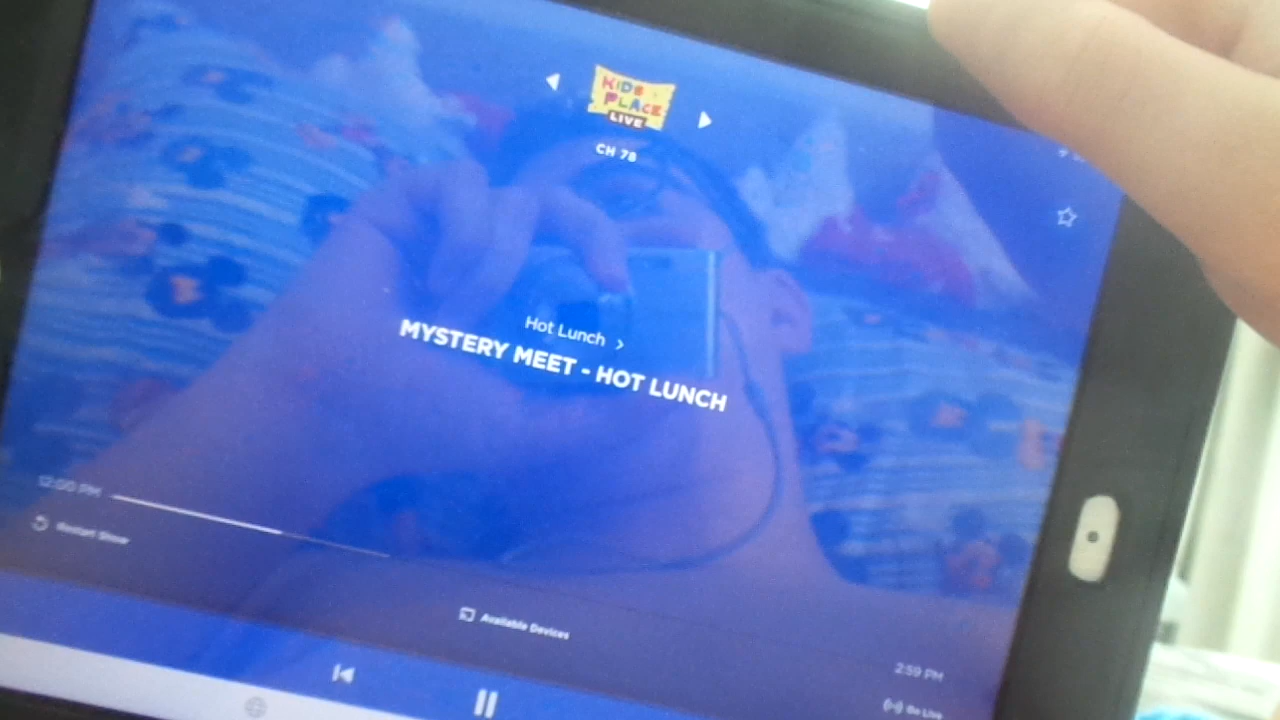 KIDS
PLACE
LIVE
CH 78
Hot Lunch >
MYSTERY MEET - HOT LUNCH
12:00 PM
Restart Show
Available Devices
2:59 PM
Go Live